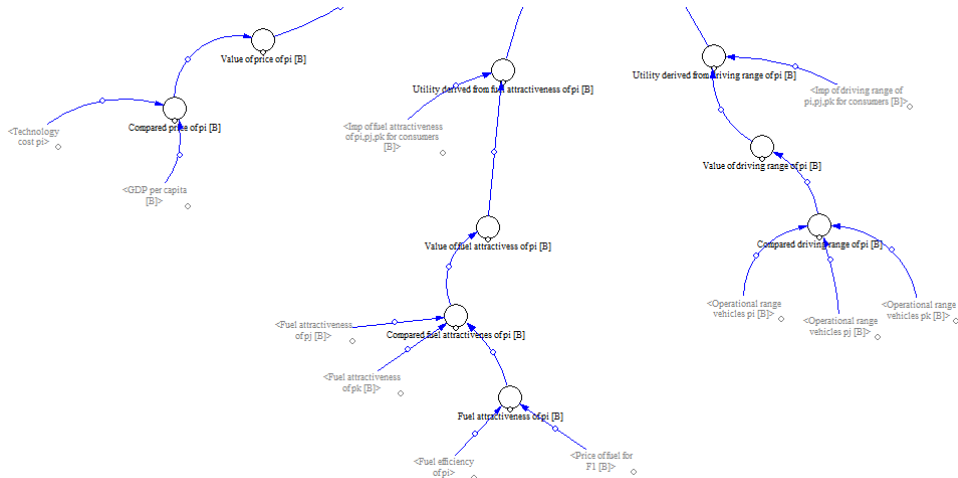 Value of price of pi [B]
<Technology
cost pi>
Compared price of pi [B]
<GDP per capita
[B]>
Utility derived from fuel attractiveness of pi [B]
<Imp of fuel attractiveness
of pi,pj,pk for consumers
[B]>
Value of fuel attractivess of pi [B]
<Fuel attractiveness
of pj [B]>
Compared fuel attractivenes of pi [B]
<Fuel attractiveness
of pk [B]>
Fuel attractiveness of pi [B]
<Fuel efficiency
of pi>
<Price of fuel for
F1 [B]>
Utility derived from driving range of pi [B]
<Imp of driving range of
pi,pj,pk for consumers [B]>
Value of driving range of pi [B]
Compared driving range of pi [B]
<Operational range
vehicles pi [B]>
<Operational range
vehicles pj [B]>
<Operational range
vehicles pk [B]>